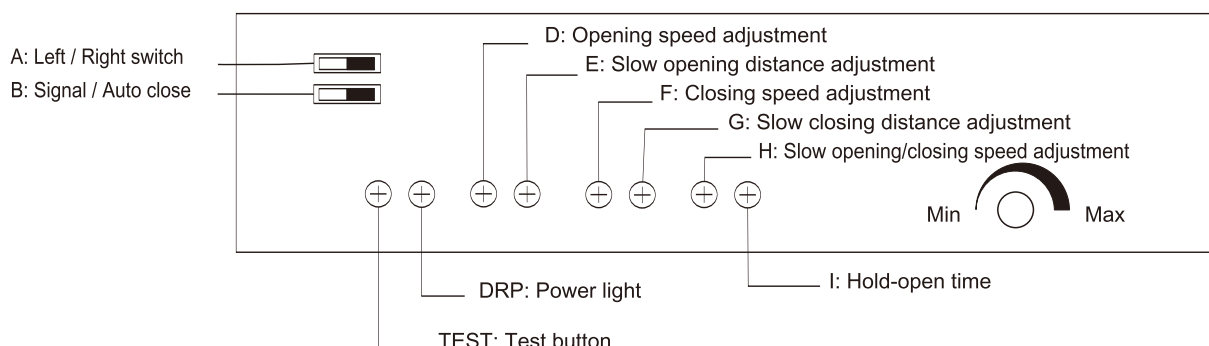 A: Left / Right switch
B: Signal / Auto close
D: Opening speed adjustment
E: Slow opening distance adjustment
F: Closing speed adjustment
G: Slow closing distance adjustment
H: Slow opening/closing speed adjustment
Min Max
I: Hold-open time
DRP: Power light
TEST: Test button